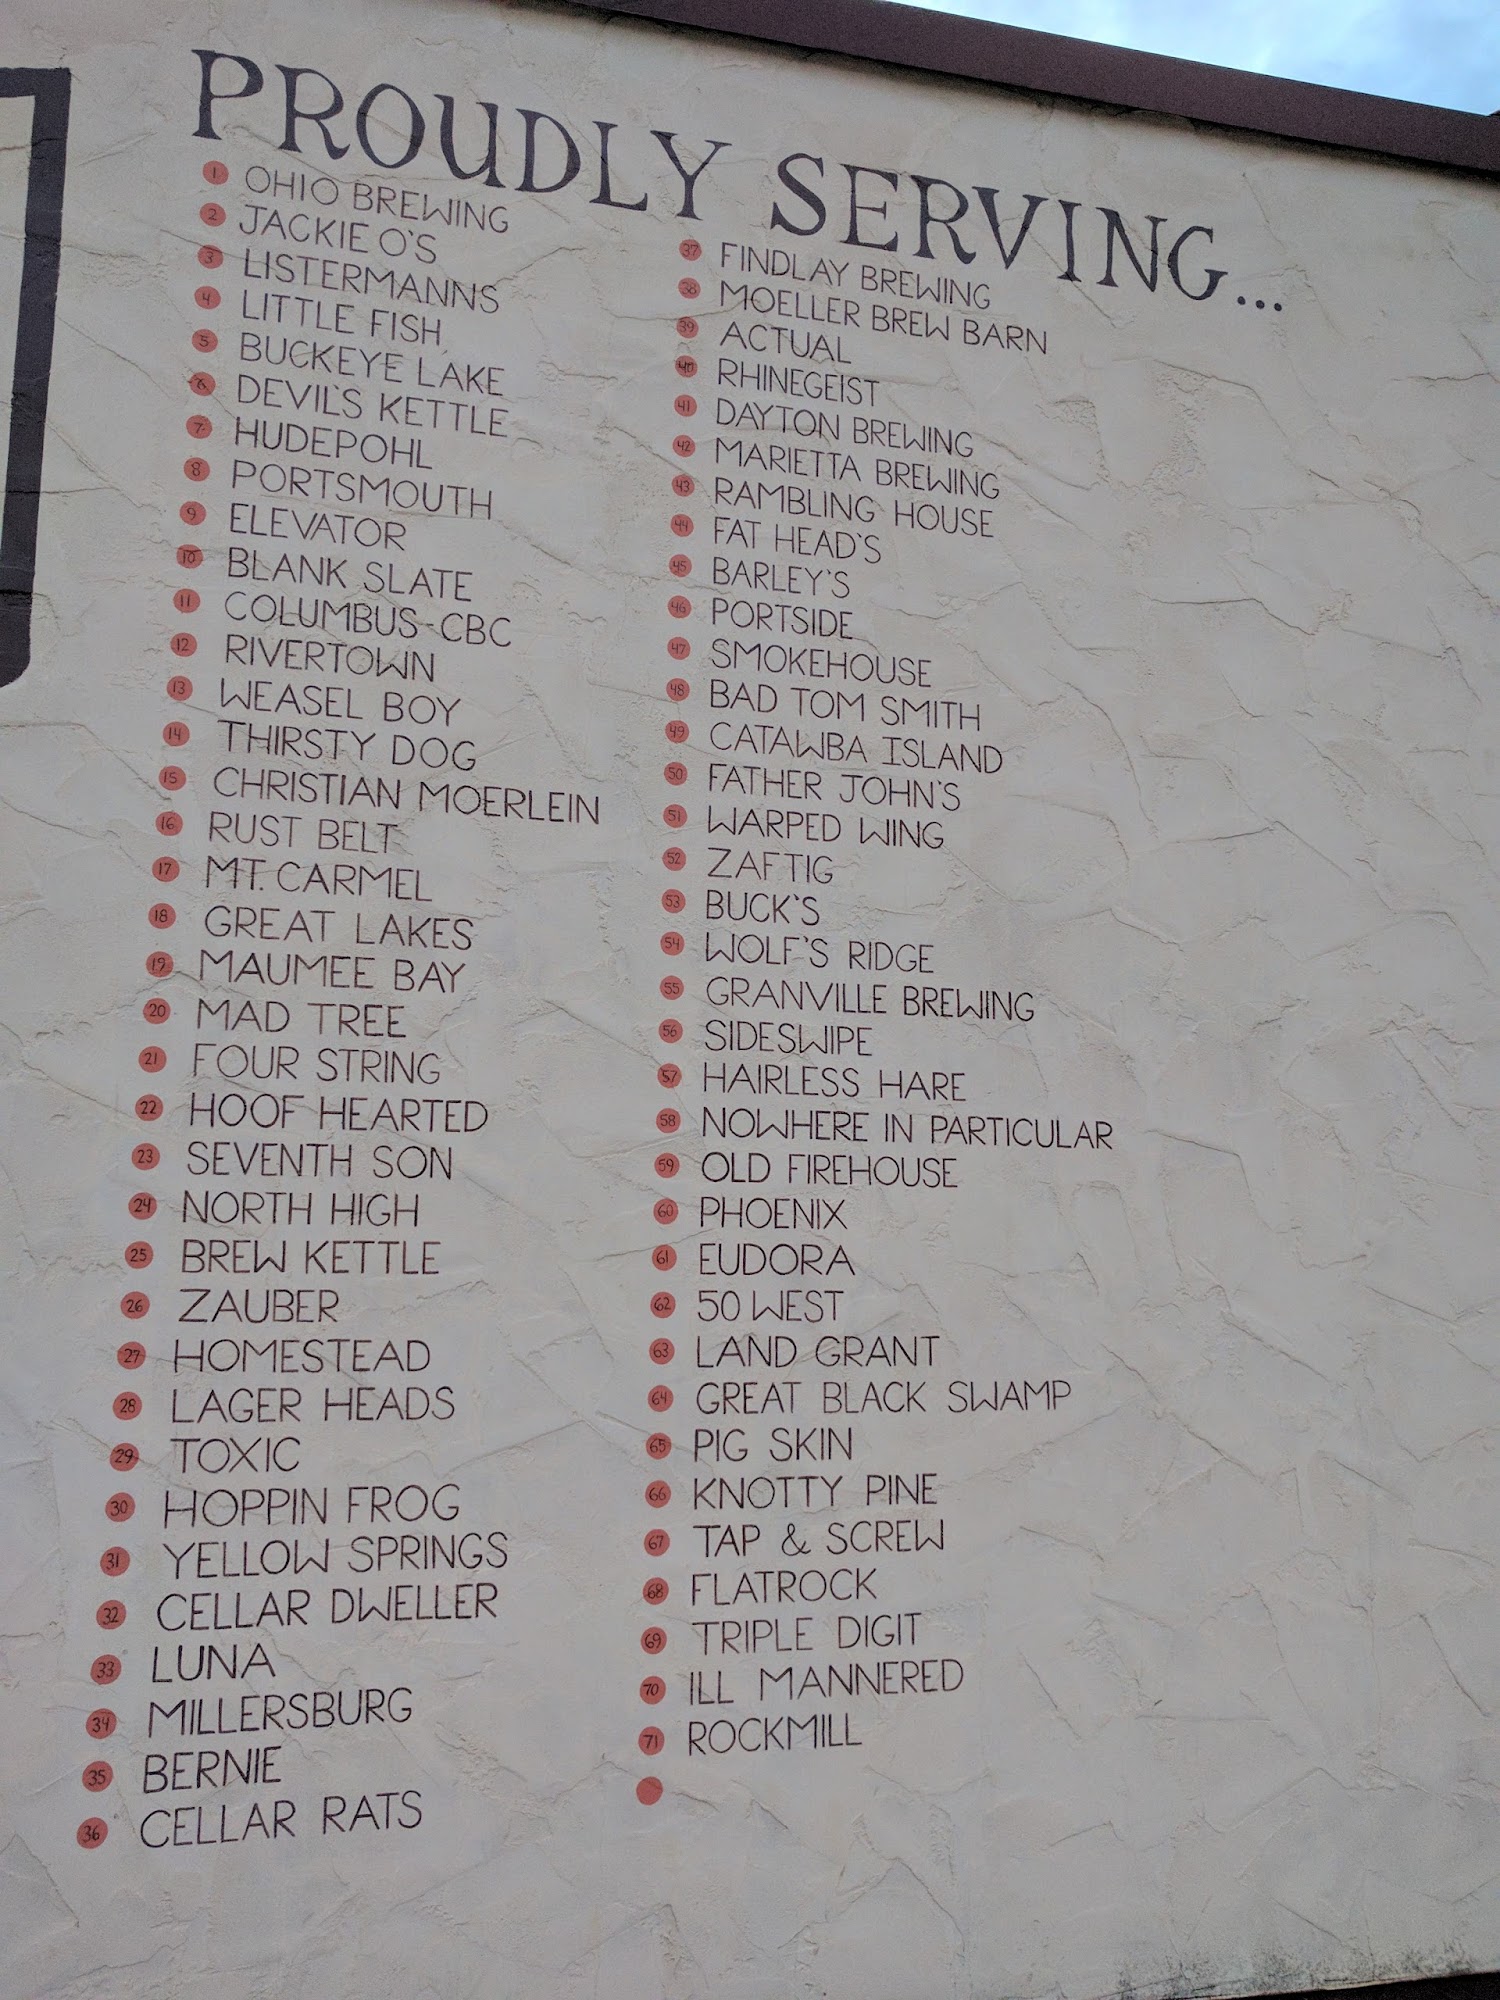 PROUDLY SERVING...
1 OHIO BREWING
2 JACKIE O'S
3 LISTERMANNS
4 LITTLE FISH
5 BUCKEYE LAKE
6 DEVIL'S KETTLE
7 HUDEPOHL
8 PORTSMOUTH
9 ELEVATOR
10 BLANK SLATE
11 COLUMBUS-CBC
12 RIVERTOWN
13 WEASEL BOY
14 THIRSTY DOG
15 CHRISTIAN MOERLEIN
16 RUST BELT
17 MT. CARMEL
18 GREAT LAKES
19 MAUMEE BAY
20 MAD TREE
21 FOUR STRING
22 HOOF HEARTED
23 SEVENTH SON
24 NORTH HIGH
25 BREW KETTLE
26 ZAUBER
27 HOMESTEAD
28 LAGER HEADS
29 TOXIC
30 HOPPIN FROG
31 YELLOW SPRINGS
32 CELLAR DWELLER
33 LUNA
34 MILLERSBURG
35 BERNIE
36 CELLAR RATS
37 FINDLAY BREWING
38 MOELLER BREW BARN
39 ACTUAL
40 RHINEGEIST
41 DAYTON BREWING
42 MARIETTA BREWING
43 RAMBLING HOUSE
44 FAT HEAD'S
45 BARLEY'S
46 PORTSIDE
47 SMOKEHOUSE
48 BAD TOM SMITH
49 CATAWBA ISLAND
50 FATHER JOHN'S
51 WARPED WING
52 ZAFTIG
53 BUCK'S
54 WOLF'S RIDGE
55 GRANVILLE BREWING
56 SIDESWIPE
57 HAIRLESS HARE
58 NOWHERE IN PARTICULAR
59 OLD FIREHOUSE
60 PHOENIX
61 EUDORA
62 50 WEST
63 LAND GRANT
64 GREAT BLACK SWAMP
65 PIG SKIN
66 KNOTTY PINE
67 TAP & SCREW
68 FLATROCK
69 TRIPLE DIGIT
70 ILL MANNERED
71 ROCKMILL